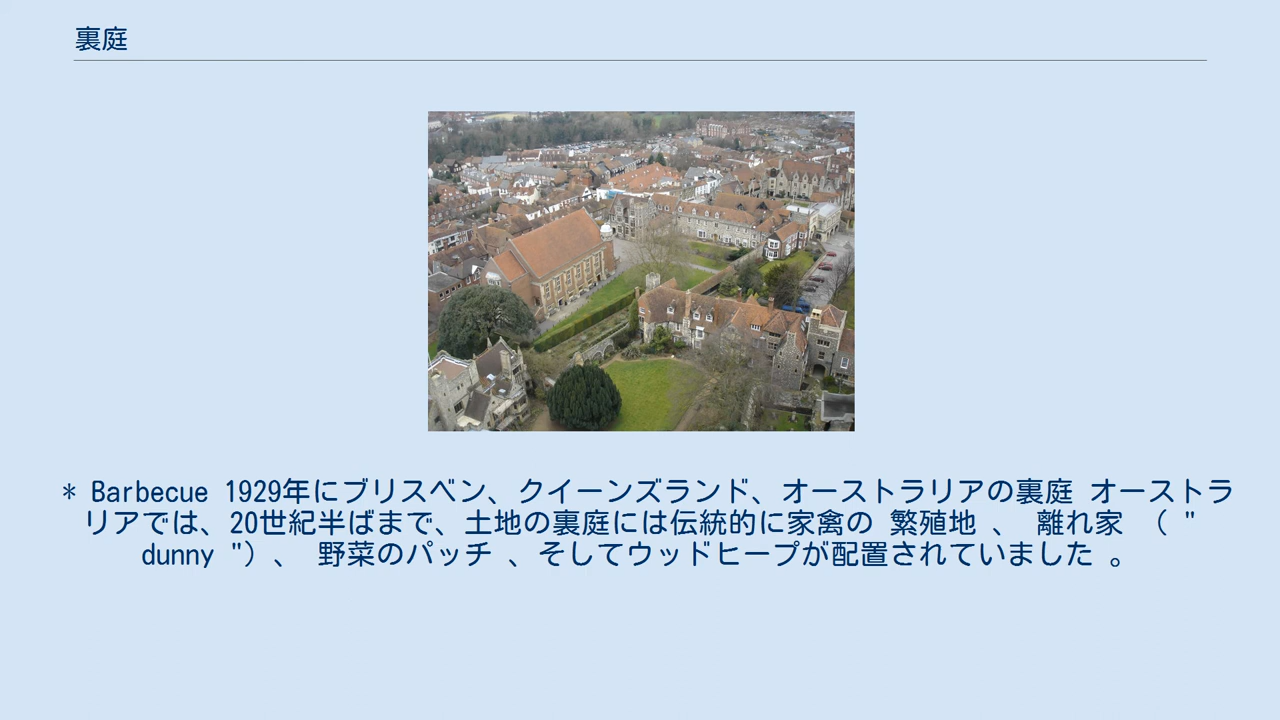 裏庭
* Barbecue 1929年にブリスベン、クイーンズランド、オーストラリアの裏庭 オーストラ
リアでは、20世紀半ばまで、土地の裏庭には伝統的に家禽の 繁殖地 、 離れ家 （ "
dunny "）、 野菜のパッチ 、そしてウッドヒープが配置されていました 。